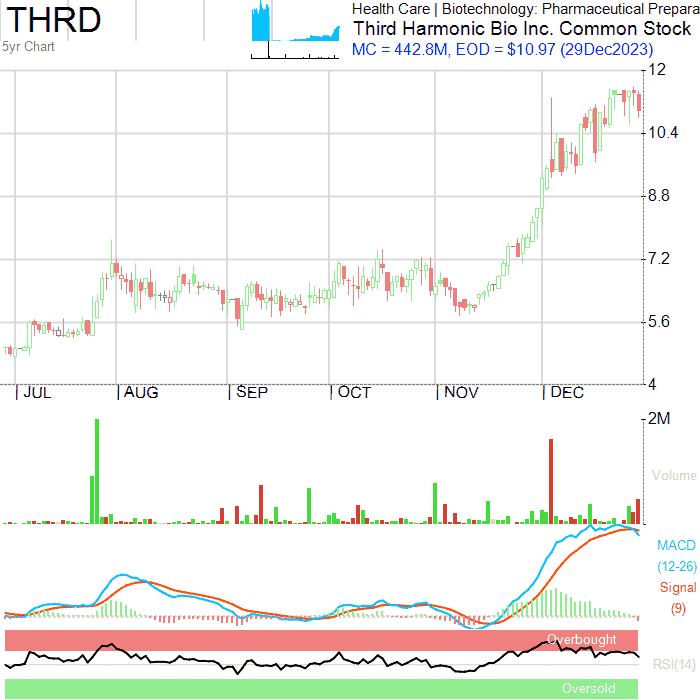 THRD
5yr Chart
Health Care | Biotechnology: Pharmaceutical Prepara
Third Harmonic Bio Inc. Common Stock
MC = 442.8M, EOD = $10.97 (29Dec2023)
12
10.4
8.8
7.2
5.6
4
| JUL | AUG | SEP | OCT | NOV | DEC
2M
Volume
MACD
(12-26)
Signal
(9)
Overbought
RSI(14)
Oversold